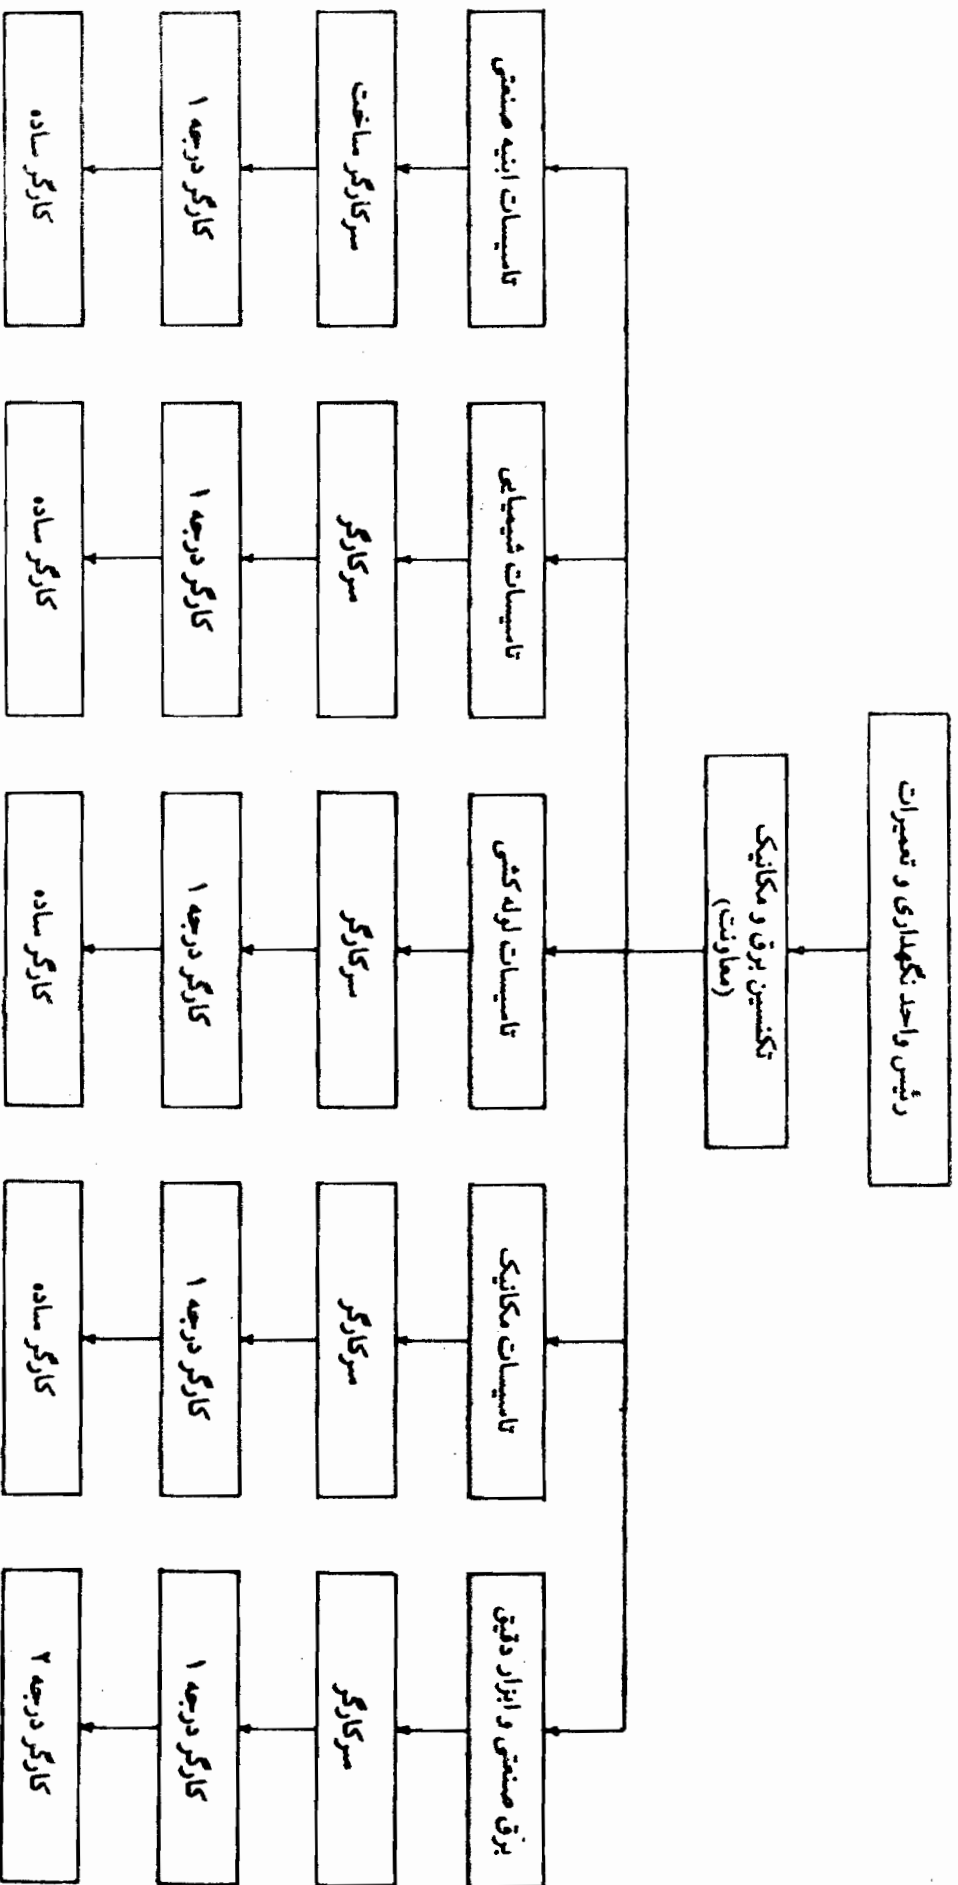 رئیس واحد نگهداری و تعمیرات
تکنسین برق و مکانیک
(معاونت)
برق صنعتی و ابزار دقیق
تاسیسات مکانیک
تاسیسات لوله کشی
تاسیسات شیمیایی
تاسیسات ابنیه صنعتی
سرکارگر
سرکارگر
سرکارگر
سرکارگر
سرکارگر ساخت
کارگر درجه ۱
کارگر درجه ۱
کارگر درجه ۱
کارگر درجه ۱
کارگر درجه ۱
کارگر درجه ۲
کارگر ساده
کارگر ساده
کارگر ساده
کارگر ساده